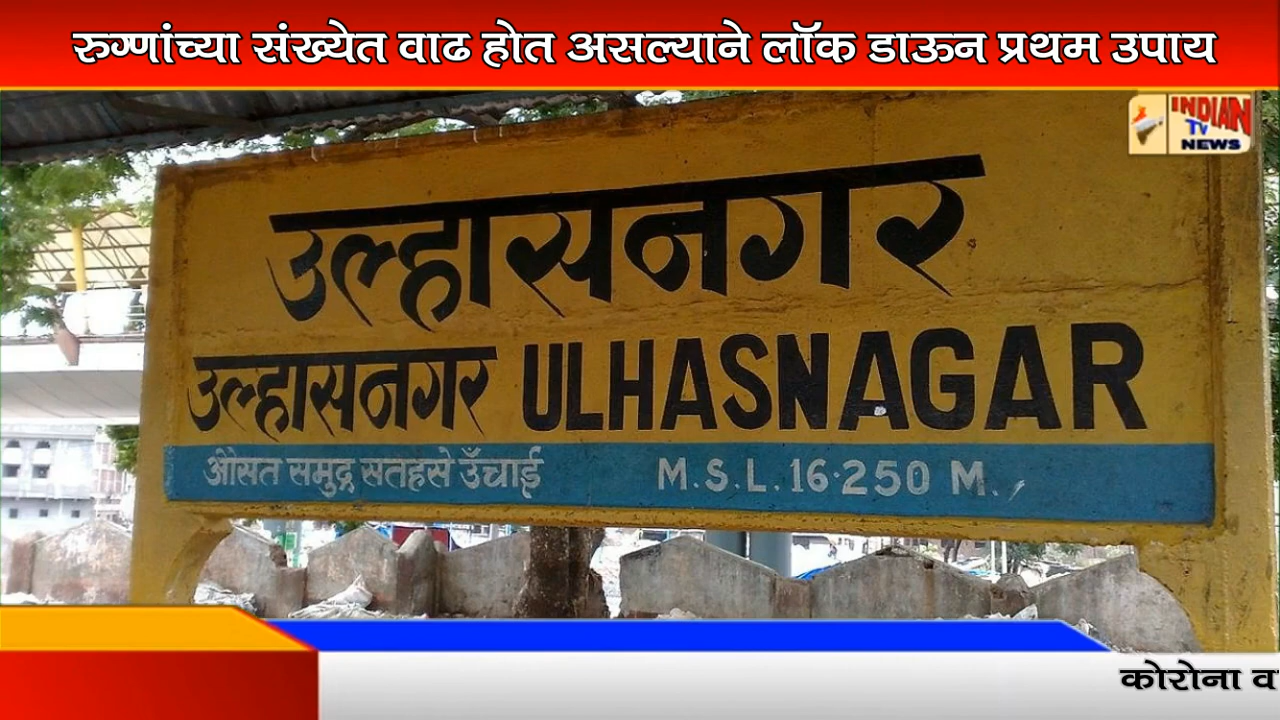 रुग्णांच्या संख्येत वाढ होत असल्याने लॉक डाऊन प्रथम उपाय
INDIAN
TV
NEWS
उल्हासनगर
उल्हासनगर ULHASNAGAR
औसत समुद्र सतहसे उँचाई M.S.L. 16.250 M.
कोरोना